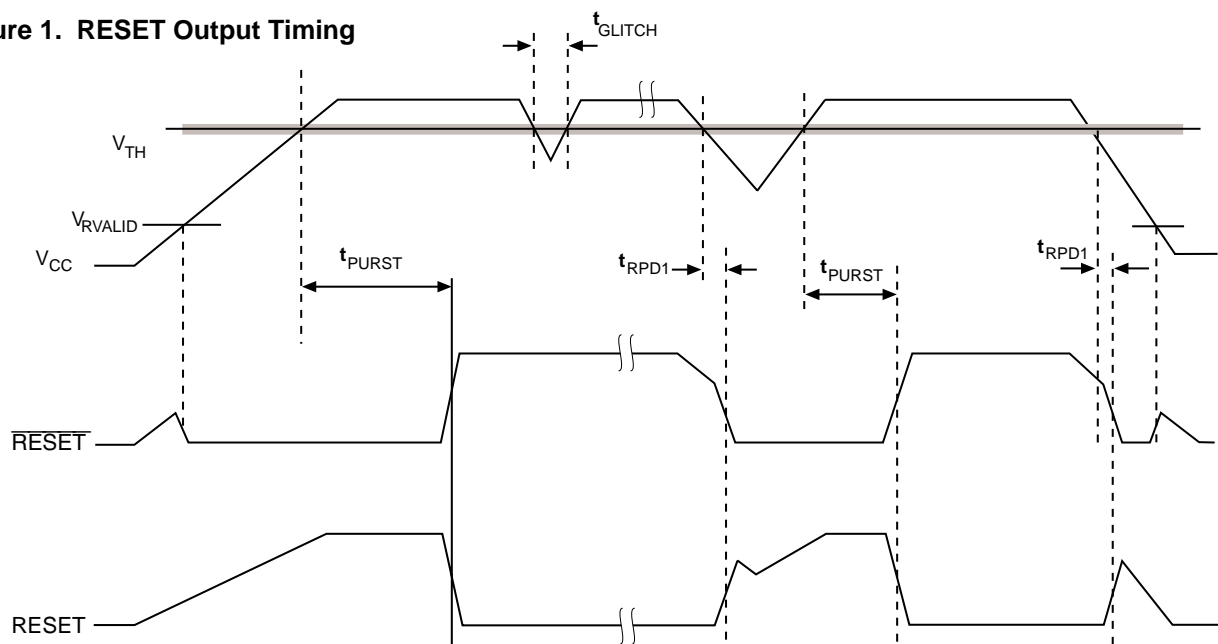 ure 1. RESET Output Timing
tGLITCH
VTH
VRVALID
VCC
tPURST
tRPD1
tPURST
tRPD1
RESET
RESET